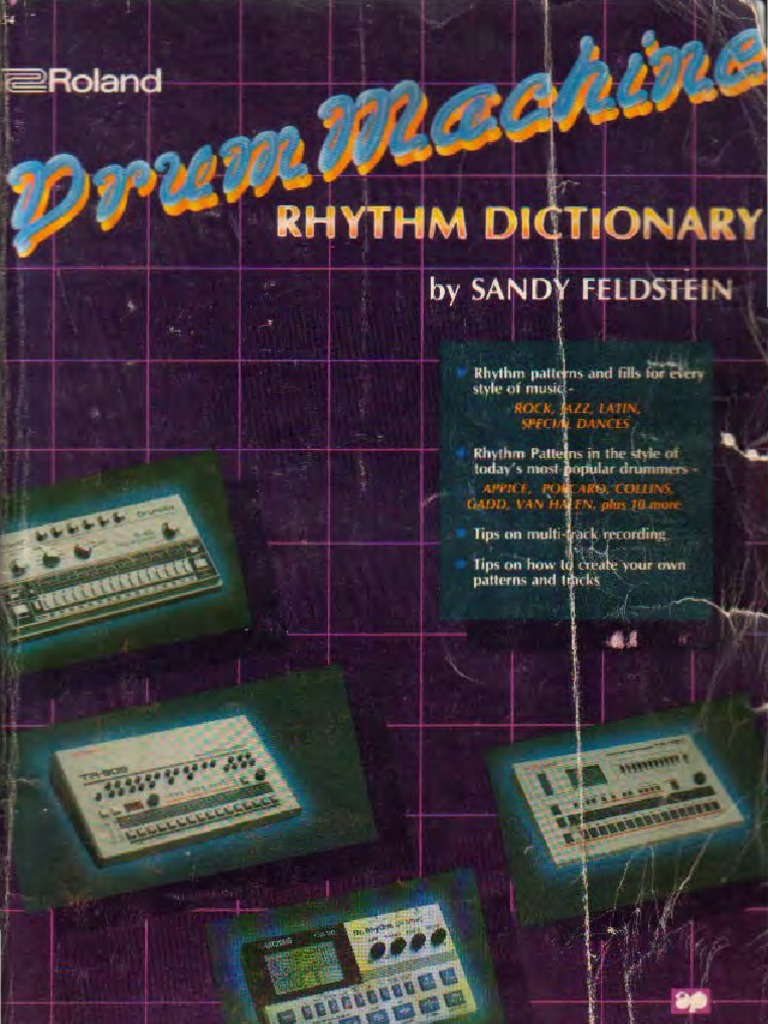 Roland
Drum Machine
RHYTHM DICTIONARY
by SANDY FELDSTEIN
Rhythm patterns and fills for every
style of music -
ROCK, JAZZ, LATIN,
SPECIAL DANCES
Rhythm Patterns in the style of
today's most popular drummers -
APPICE, PORCARO, COLLINS,
GADD, VAN HALEN, plus 10 more
Tips on multi-track recording
Tips on how to create your own
patterns and tracks
Drumatix
TR-909
ap